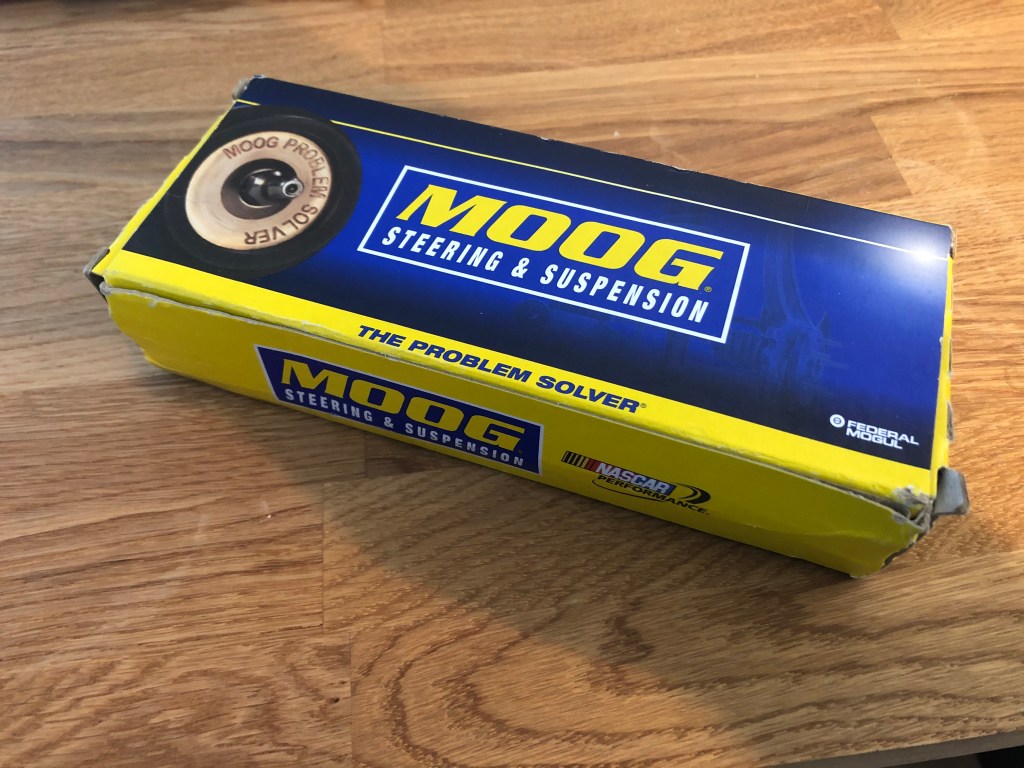 MOOG PROBLEM SOLVER
MOOG®
STEERING & SUSPENSION
THE PROBLEM SOLVER®
FEDERAL
MOGUL
MOOG
STEERING & SUSPENSION
NASCAR
PERFORMANCE